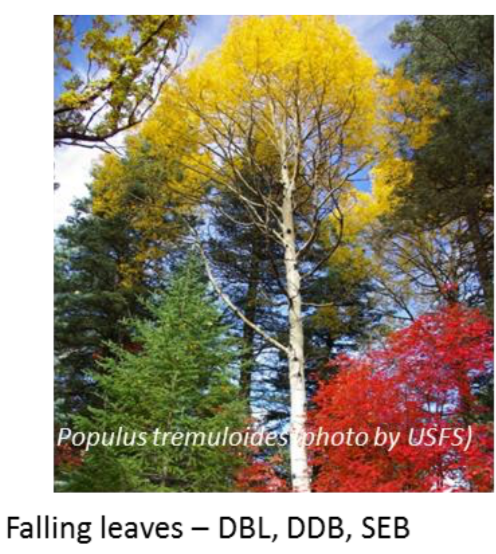 Populus tremuloides (photo by USFS)
Falling leaves – DBL, DDB, SEB